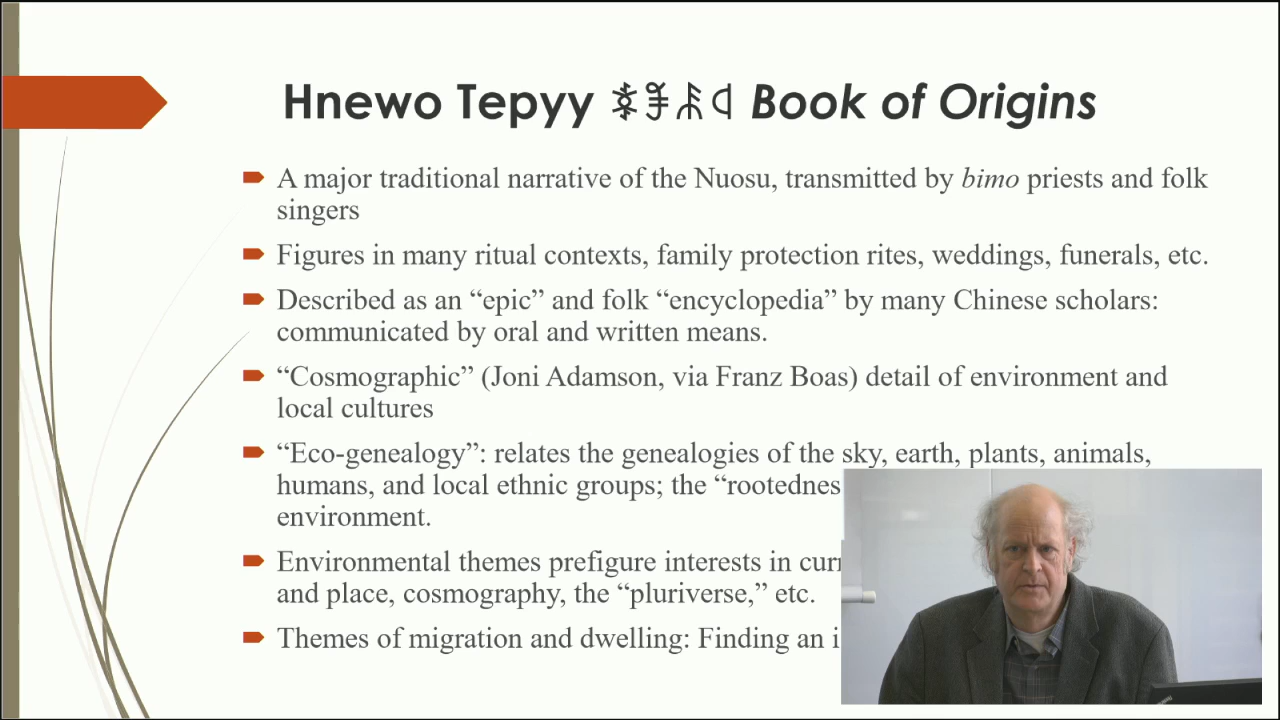 Hnewo Tepyy ꅺꊈꄯꒉ Book of Origins
A major traditional narrative of the Nuosu, transmitted by bimo priests and folk
singers
Figures in many ritual contexts, family protection rites, weddings, funerals, etc.
Described as an “epic” and folk “encyclopedia” by many Chinese scholars:
communicated by oral and written means.
“Cosmographic” (Joni Adamson, via Franz Boas) detail of environment and
local cultures
“Eco-genealogy”: relates the genealogies of the sky, earth, plants, animals,
humans, and local ethnic groups; the “rootednes
environment.
Environmental themes prefigure interests in
and place, cosmography, the “pluriverse,” etc.
Themes of migration and dwelling: Finding an